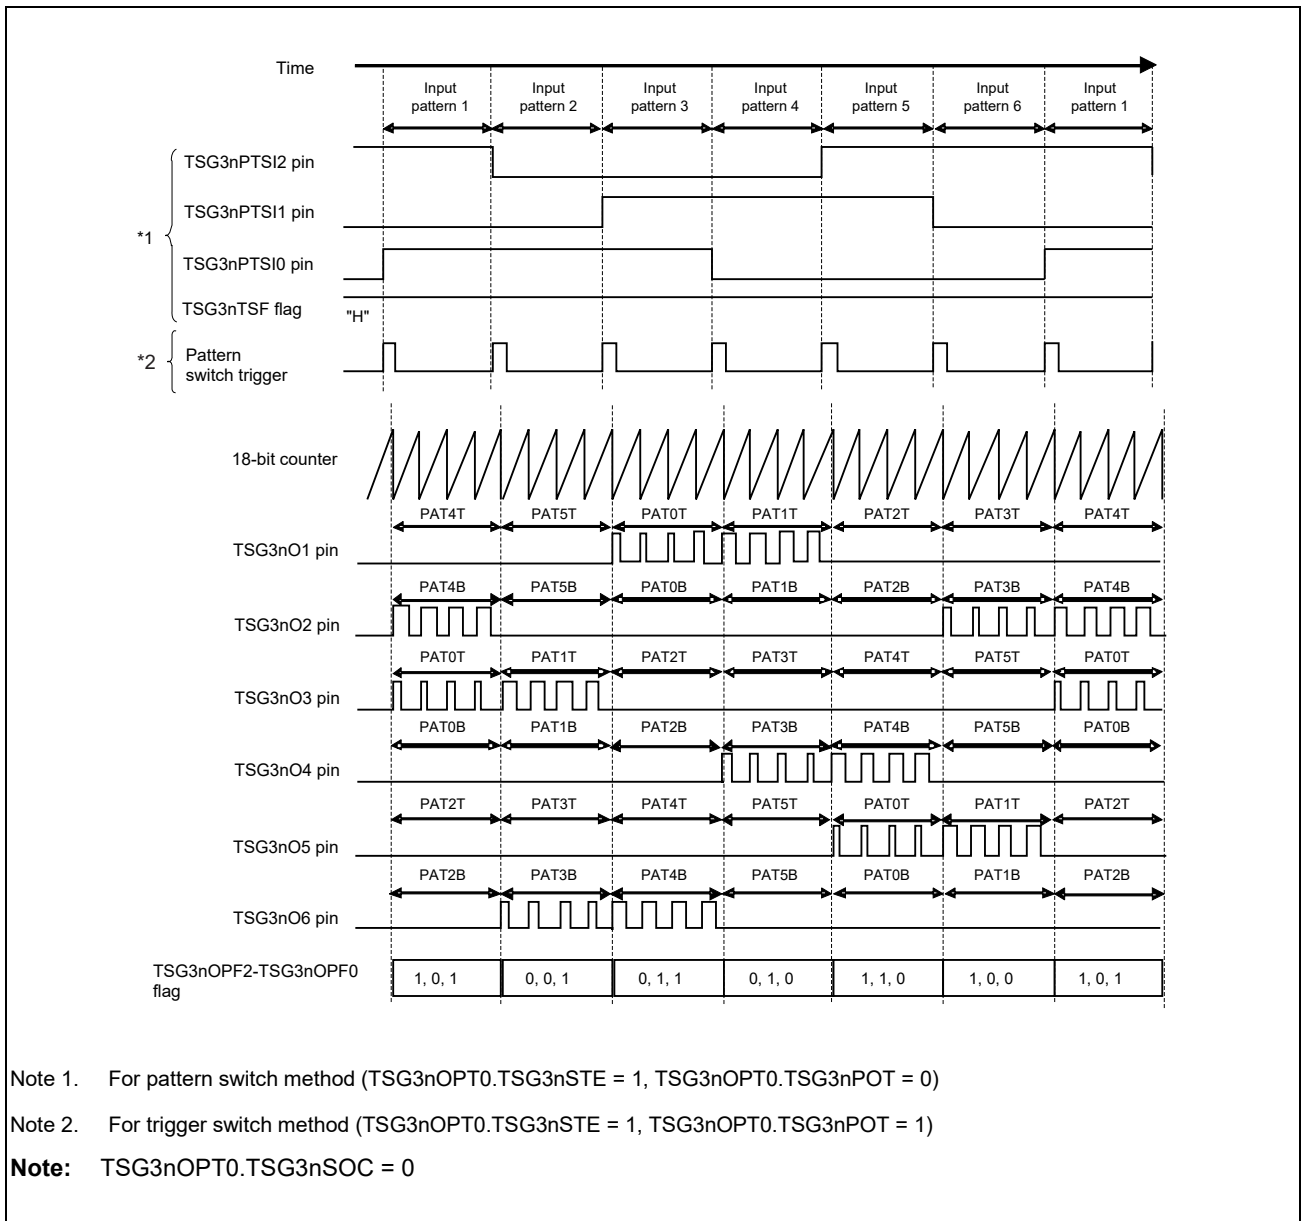 Time
Input pattern 1
Input pattern 2
Input pattern 3
Input pattern 4
Input pattern 5
Input pattern 6
Input pattern 1
TSG3nPTSI2 pin
TSG3nPTSI1 pin
*1
TSG3nPTSI0 pin
TSG3nTSF flag
"H"
*2
Pattern
switch trigger
18-bit counter
PAT4T PAT5T PAT0T PAT1T PAT2T PAT3T PAT4T
TSG3nO1 pin
PAT4B PAT5B PAT0B PAT1B PAT2B PAT3B PAT4B
TSG3nO2 pin
PAT0T PAT1T PAT2T PAT3T PAT4T PAT5T PAT0T
TSG3nO3 pin
PAT0B PAT1B PAT2B PAT3B PAT4B PAT5B PAT0B
TSG3nO4 pin
PAT2T PAT3T PAT4T PAT5T PAT0T PAT1T PAT2T
TSG3nO5 pin
PAT2B PAT3B PAT4B PAT5B PAT0B PAT1B PAT2B
TSG3nO6 pin
TSG3nOPF2-TSG3nOPF0
flag
1, 0, 1 0, 0, 1 0, 1, 1 0, 1, 0 1, 1, 0 1, 0, 0 1, 0, 1
Note 1. For pattern switch method (TSG3nOPT0.TSG3nSTE = 1, TSG3nOPT0.TSG3nPOT = 0)
Note 2. For trigger switch method (TSG3nOPT0.TSG3nSTE = 1, TSG3nOPT0.TSG3nPOT = 1)
Note: TSG3nOPT0.TSG3nSOC = 0